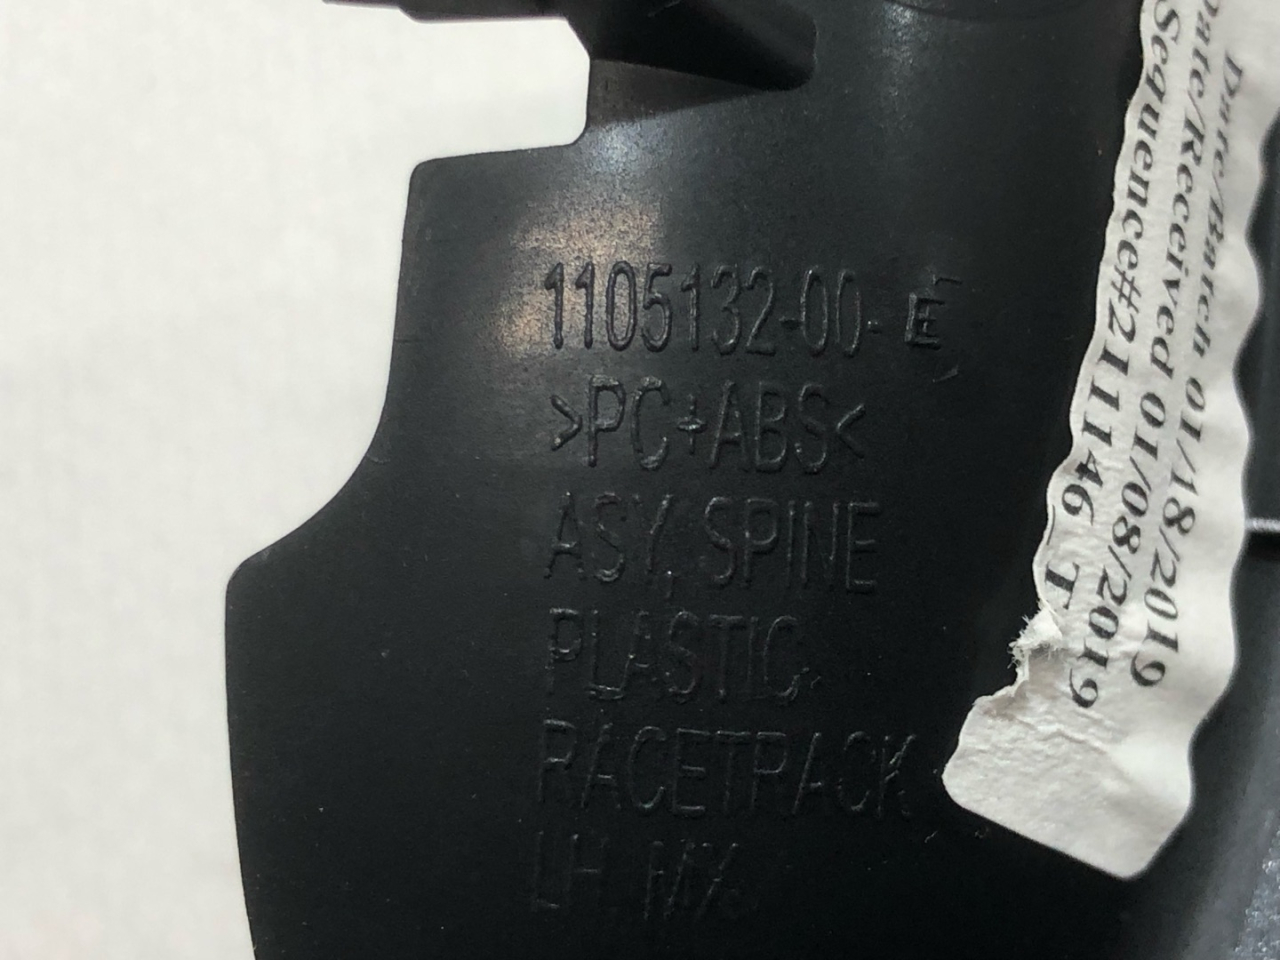 1105132-00- E
>PC+ABS<
ASY, SPINE
PLASTIC,
RACETRACK
LH, MX
Date/Batch 01/18/2019
Date/Received 01/08/2019
Sequence#211146_T